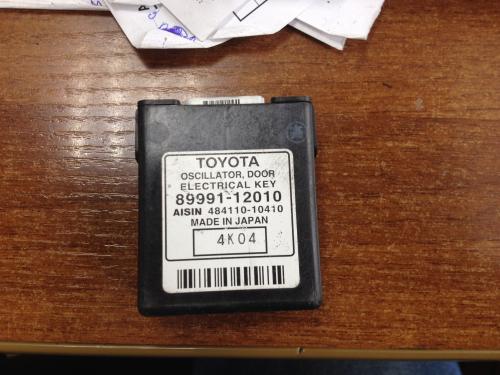 TOYOTA
OSCILLATOR, DOOR
ELECTRICAL KEY
89991-12010
AISIN 484110-10410
MADE IN JAPAN
4K04